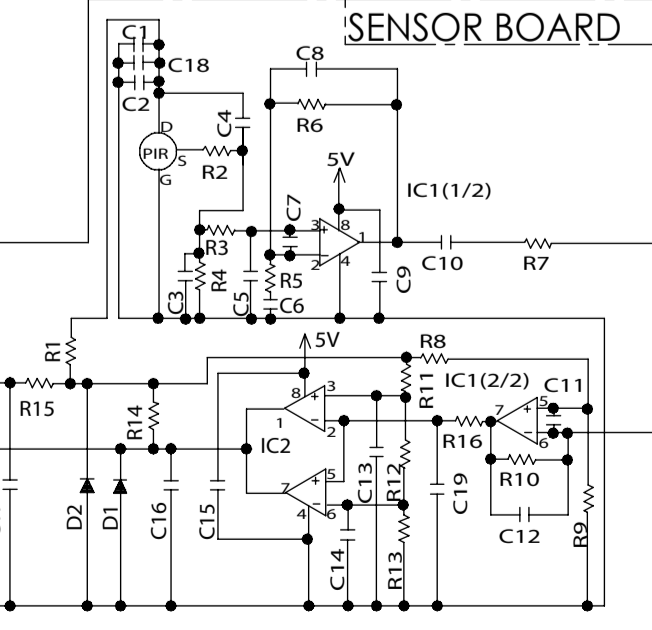 SENSOR BOARD
C1
C18
C2
C8
R6
C4
D
PIR
S
G
R2
5V
IC1(1/2)
C7
3
+
8
1
-
2
4
R3
R5
C6
C3
R4
C5
C9
C10
R7
R1
5V
R8
R15
R14
R11
IC1(2/2)
C11
8
3
+
1
-
2
7
5
+
-
6
IC2
R16
R10
C12
R9
7
5
+
4
-
6
C13
R12
C19
D2
D1
C16
C15
C14
R13